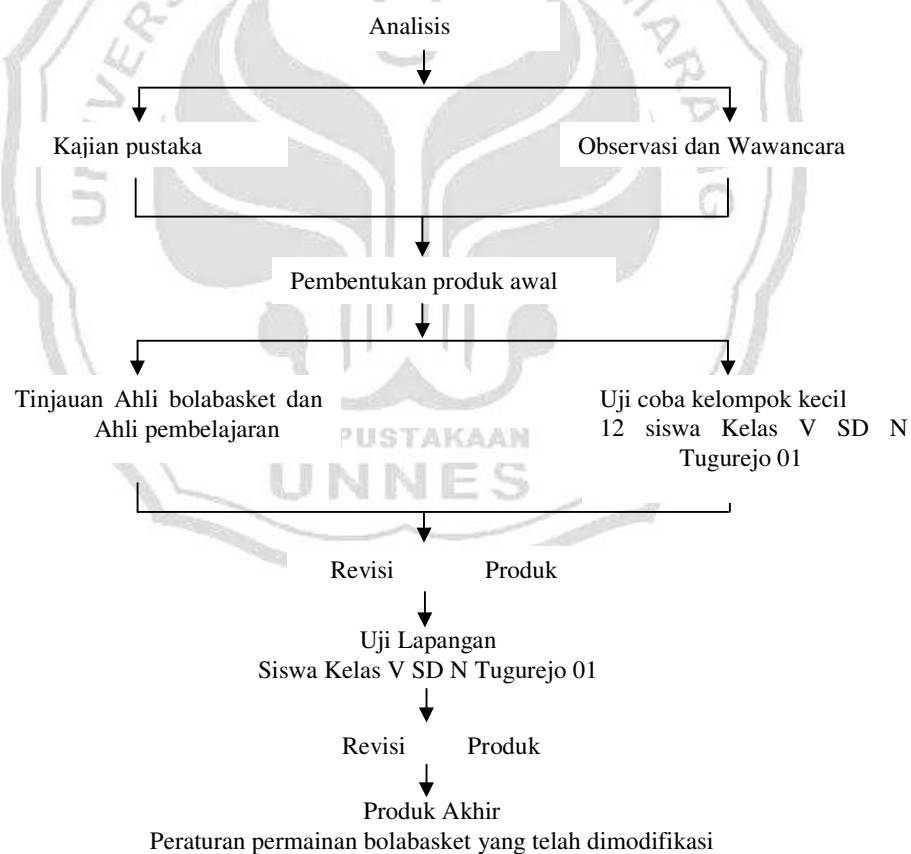 Analisis
Kajian pustaka
Observasi dan Wawancara
Pembentukan produk awal
Tinjauan Ahli bolabasket dan
Ahli pembelajaran
Uji coba kelompok kecil
12 siswa Kelas V SD N
Tugurejo 01
PUSTAKAAN
UNNES
Revisi Produk
Uji Lapangan
Siswa Kelas V SD N Tugurejo 01
Revisi Produk
Produk Akhir
Peraturan permainan bolabasket yang telah dimodifikasi